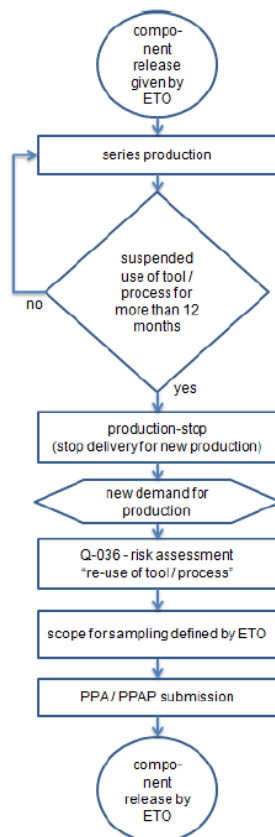 compo-
nent
release
given by
ETO
series production
suspended
use of tool /
process for
more than 12
months
no
yes
production-stop
(stop delivery for new production)
new demand for
production
Q-036 - risk assessment
“re-use of tool / process”
scope for sampling defined by ETO
PPA / PPAP submission
compo-
nent
release by
ETO